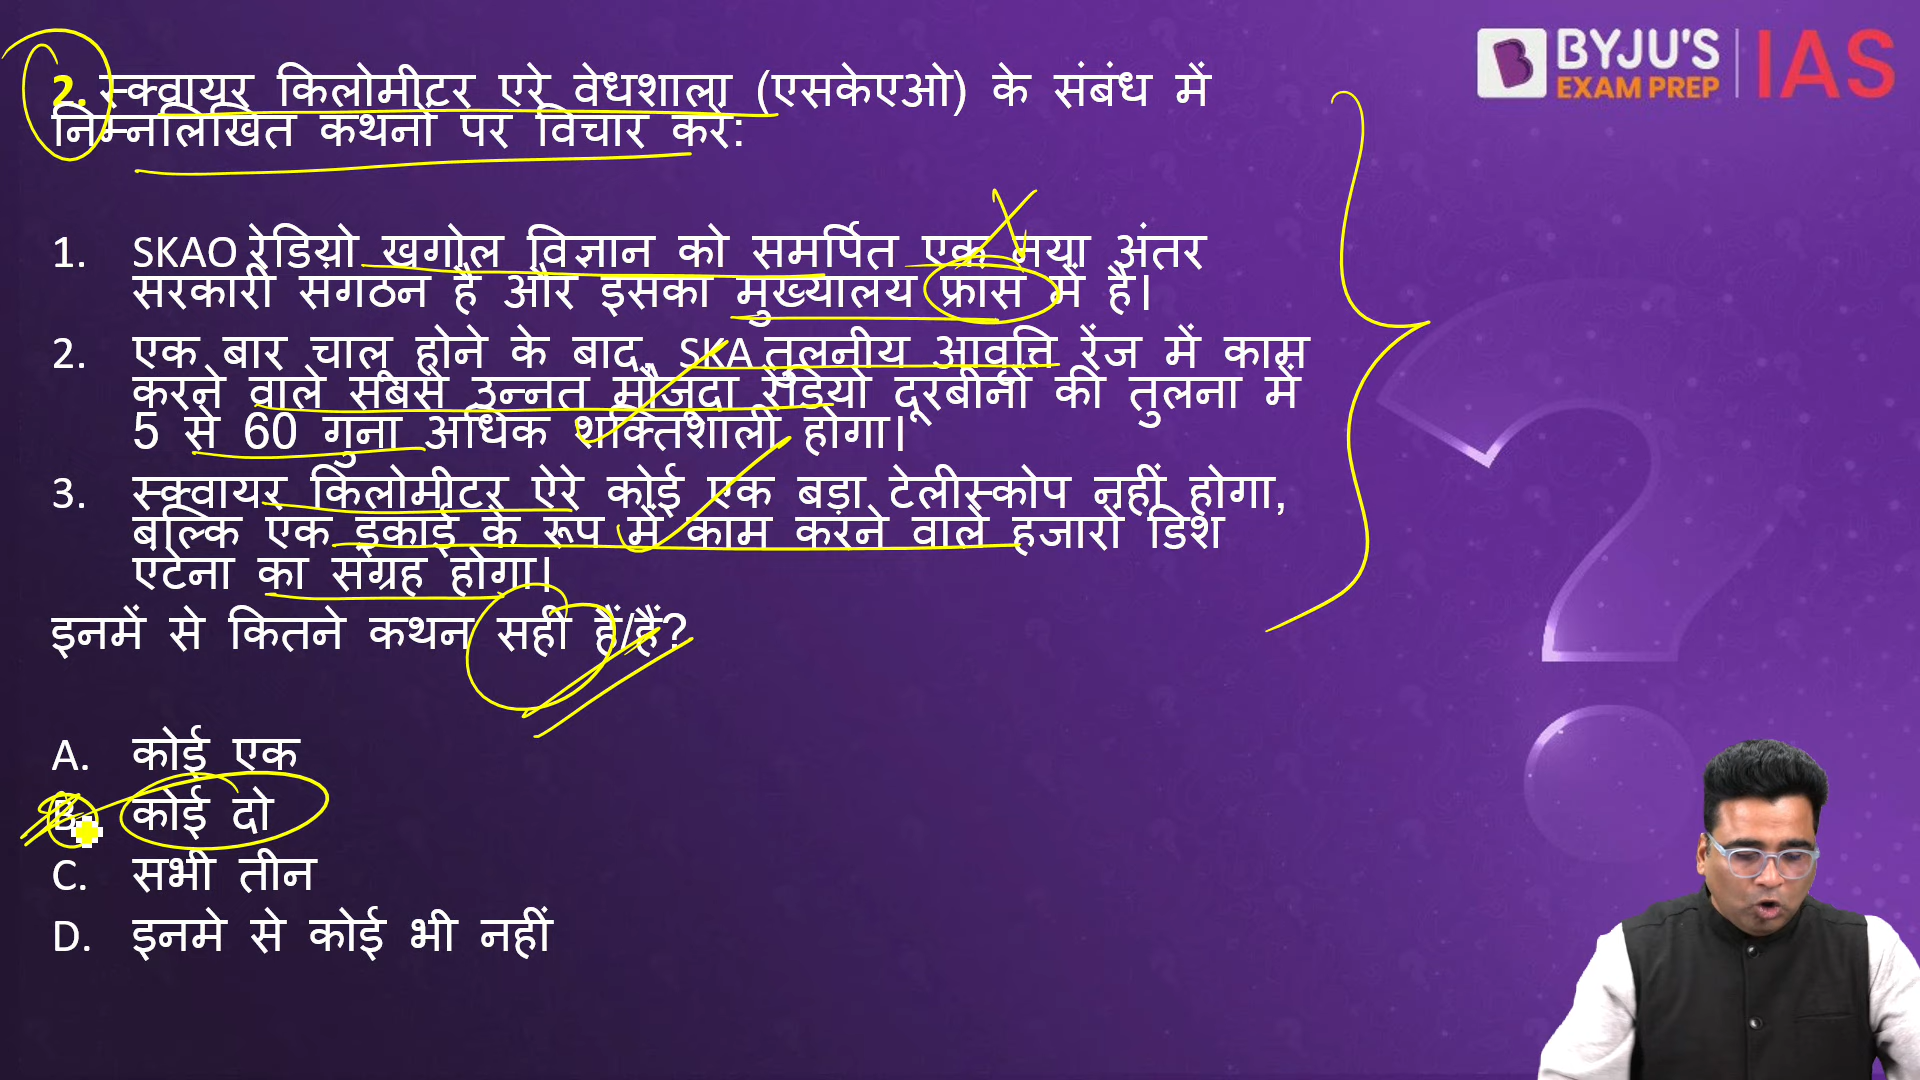 BYJU'S
EXAM PREP
IAS
2. स्क्वायर किलोमीटर एरे वेधशाला (एसकेएओ) के संबंध में
निम्नलिखित कथनों पर विचार करें:
1. SKAO रेडियो खगोल विज्ञान को समर्पित एक नया अंतर
सरकारी संगठन है और इसका मुख्यालय फ्रांस में है।
2. एक बार चालू होने के बाद, SKA तुलनीय आवृत्ति रेंज में काम
करने वाले सबसे उन्नत मौजूदा रेडियो दूरबीनों की तुलना में
5 से 60 गुना अधिक शक्तिशाली होगा।
3. स्क्वायर किलोमीटर ऐरे कोई एक बड़ा टेलीस्कोप नहीं होगा,
बल्कि एक इकाई के रूप में काम करने वाले हजारों डिश
एंटेना का संग्रह होगा।
इनमें से कितने कथन सही हैं/हैं?
A. कोई एक
B. कोई दो
C. सभी तीन
D. इनमे से कोई भी नहीं